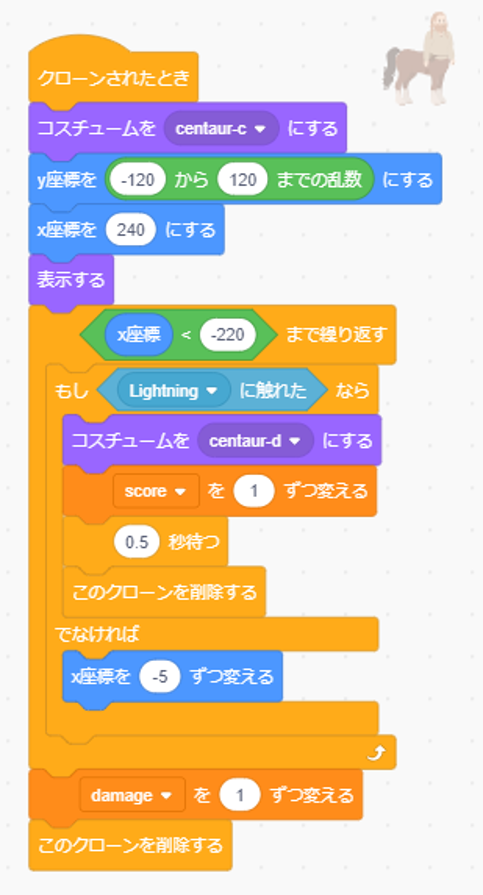 クローンされたとき
コスチュームを centaur-c にする
y座標を -120 から 120 までの乱数 にする
x座標を 240 にする
表示する
x座標 < -220 まで繰り返す
もし Lightning に触れた なら
コスチュームを centaur-d にする
score を 1 ずつ変える
0.5 秒待つ
このクローンを削除する
でなければ
x座標を -5 ずつ変える
damage を 1 ずつ変える
このクローンを削除する